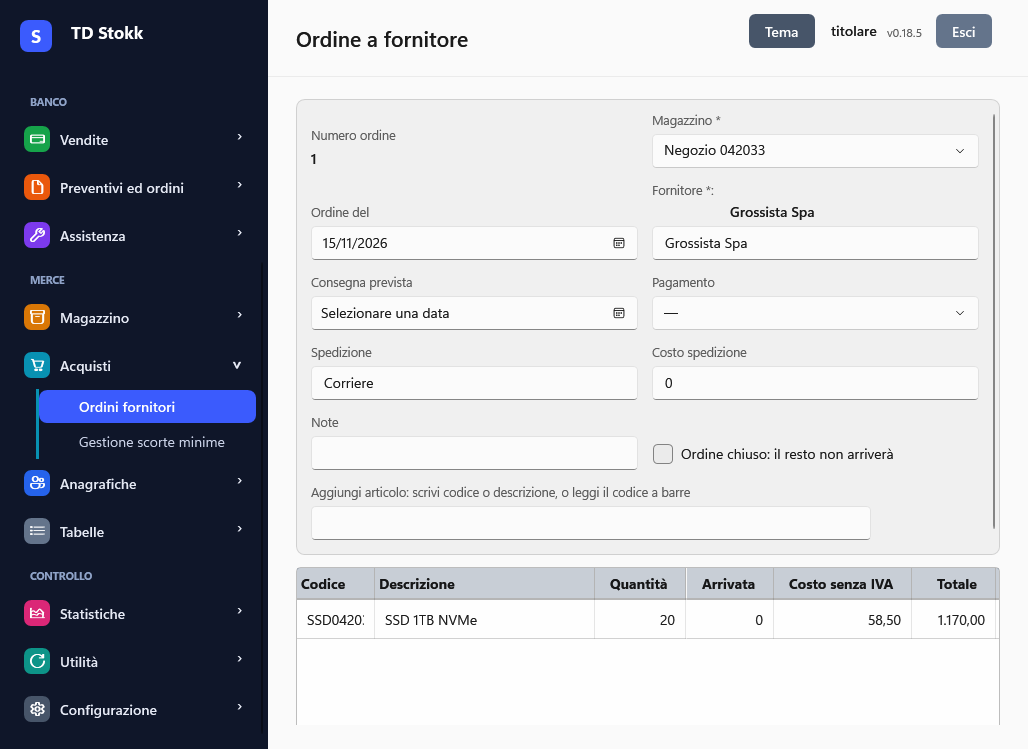 S
TD Stokk
BANCO
Vendite
Preventivi ed ordini
Assistenza
MERCE
Magazzino
Acquisti
Ordini fornitori
Gestione scorte minime
Anagrafiche
Tabelle
CONTROLLO
Statistiche
Utilità
Configurazione
Ordine a fornitore
Tema
titolare
v0.18.5
Esci
Numero ordine
1
Magazzino *
Negozio 042033
Fornitore *:
Grossista Spa
Ordine del
15/11/2026
Grossista Spa
Consegna prevista
Selezionare una data
Pagamento
—
Spedizione
Corriere
Costo spedizione
0
Note
Ordine chiuso: il resto non arriverà
Aggiungi articolo: scrivi codice o descrizione, o leggi il codice a barre
Codice Descrizione Quantità Arrivata Costo senza IVA Totale
SSD0420 SSD 1TB NVMe 20 0 58,50 1.170,00